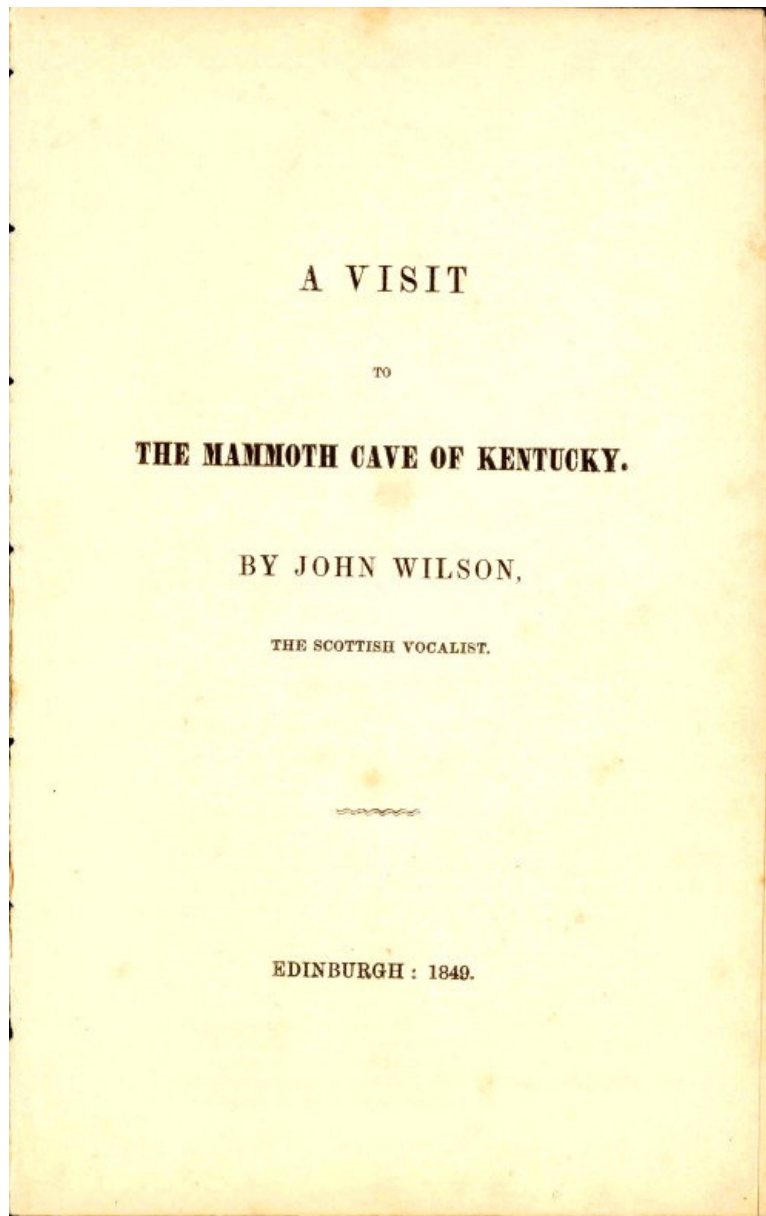 A VISIT
TO
THE MAMMOTH CAVE OF KENTUCKY.
BY JOHN WILSON,
THE SCOTTISH VOCALIST.
EDINBURGH: 1849.